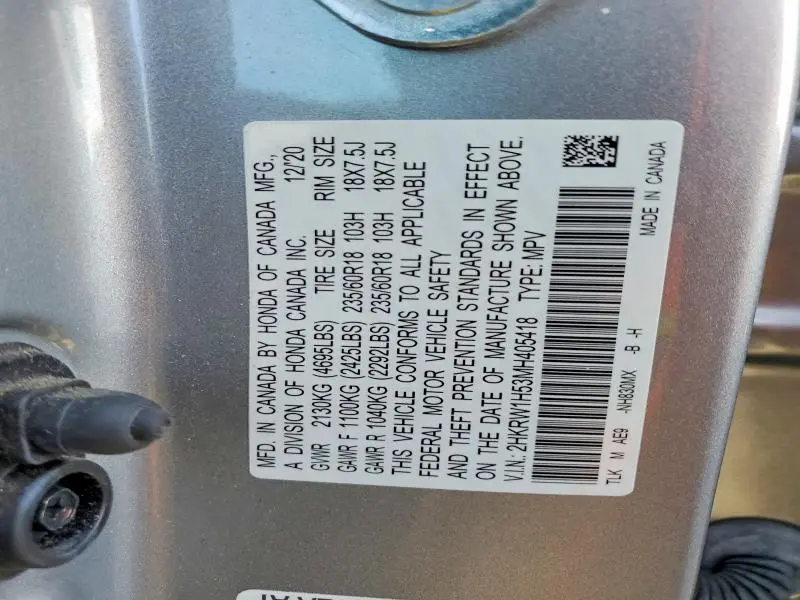 MFD. IN CANADA BY HONDA OF CANADA MFG.,
A DIVISION OF HONDA CANADA INC. 12/20
GVWR 2130KG (4695LBS) TIRE SIZE RIM SIZE
GAWR F 1100KG (2425LBS) 235/60R18 103H 18X7.5J
GAWR R 1040KG (2292LBS) 235/60R18 103H 18X7.5J
THIS VEHICLE CONFORMS TO ALL APPLICABLE
FEDERAL MOTOR VEHICLE SAFETY
AND THEFT PREVENTION STANDARDS IN EFFECT
ON THE DATE OF MANUFACTURE SHOWN ABOVE.
V.I.N.: 2HKRW1H53MH405418 TYPE: MPV
TLK M AE9 -NH830MX -B -H
MADE IN CANADA